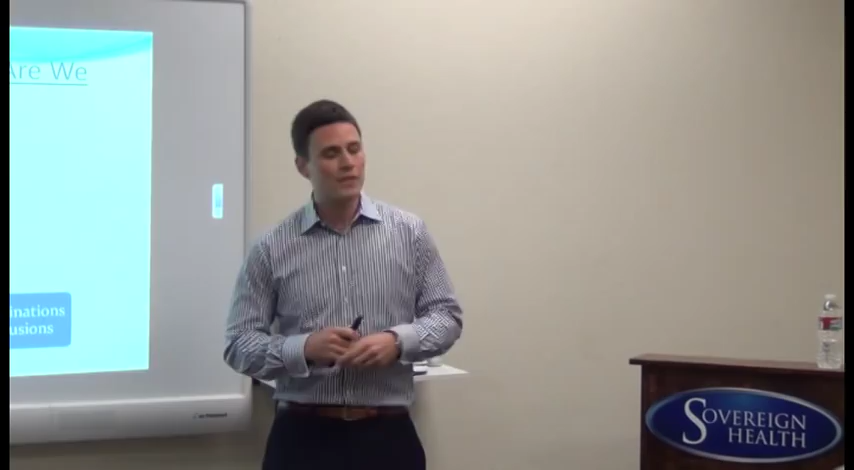 Are We
inations
usions
SOVEREIGN
HEALTH